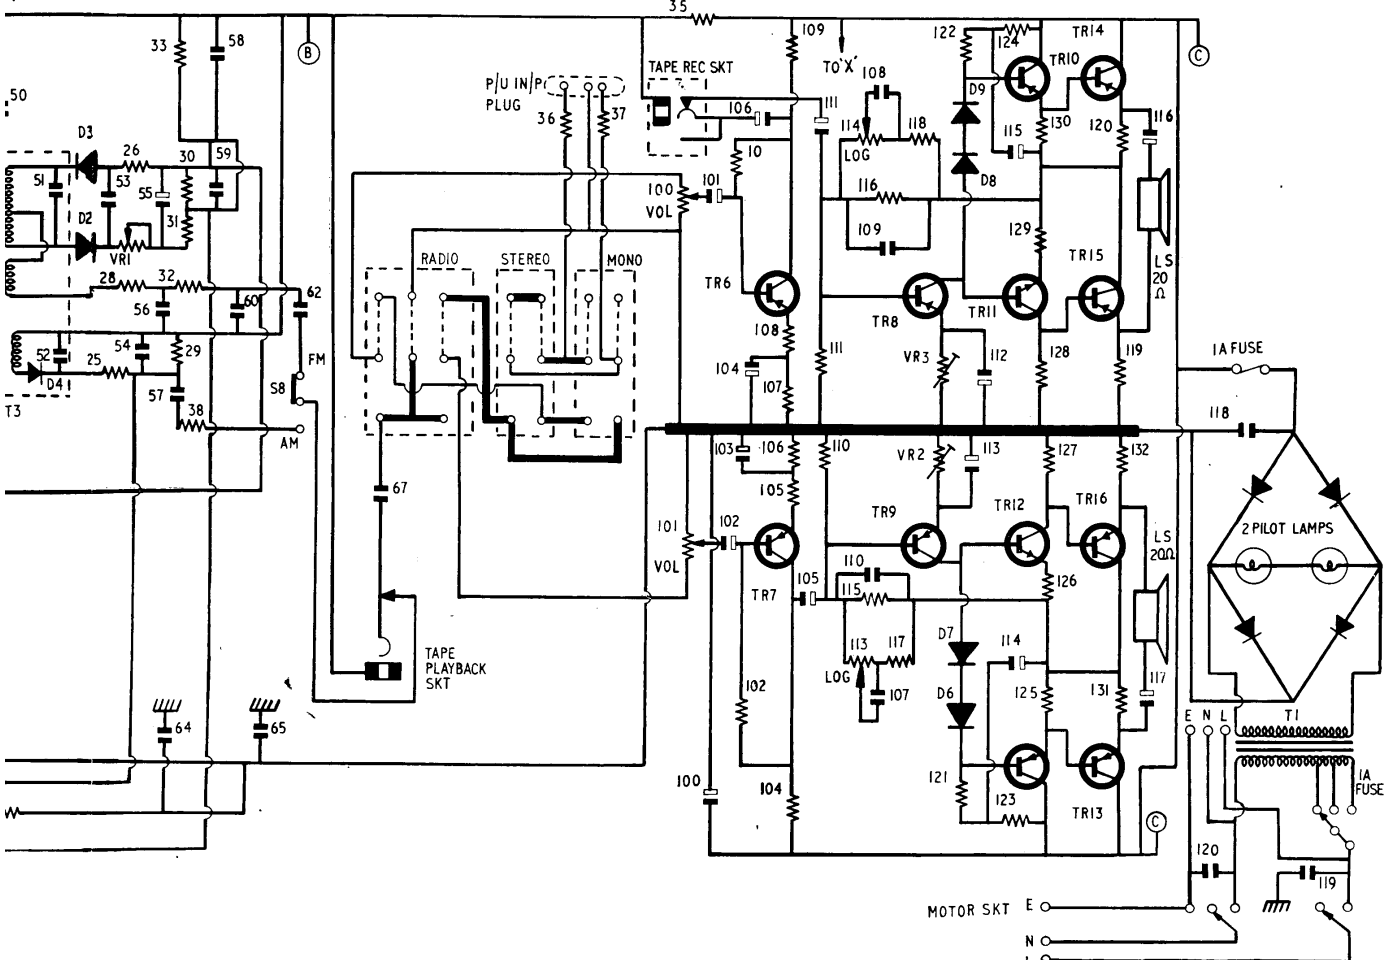 35
33
58
B
109
TO 'X'
122
124
TR10
TR14
C
50
P/U IN/P
PLUG
TAPE REC SKT
36
37
106
111
108
D9
D3
26
30
59
53
55
51
D2
31
VR1
114
LOG
118
115
130
120
116
10
D8
100
VOL
101
116
109
129
28
32
56
60
62
RADIO
STEREO
MONO
TR6
TR8
TR11
TR15
LS
20
Ω
52
D4
54
25
29
57
38
S8
FM
AM
T3
108
104
107
111
VR3
112
128
119
1A FUSE
118
103
106
105
110
VR2
113
127
132
67
101
VOL
102
TR7
TR9
TR12
TR16
LS
20Ω
2 PILOT LAMPS
105
110
115
126
113
LOG
117
107
D7
114
D6
125
131
117
TAPE
PLAYBACK
SKT
102
64
65
100
104
121
123
TR13
C
E N L
T1
1A
FUSE
120
119
MOTOR SKT E
N
L